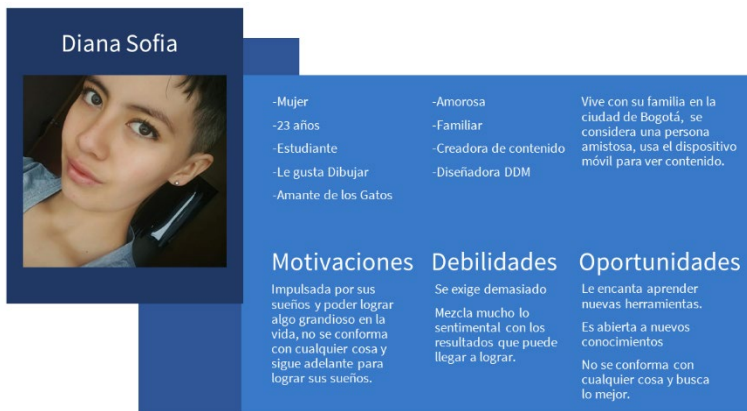 Diana Sofia
-Mujer
-23 años
-Estudiante
-Le gusta Dibujar
-Amante de los Gatos
-Amorosa
-Familiar
-Creadora de contenido
-Diseñadora DDM
Vive con su familia en la
ciudad de Bogotá, se
considera una persona
amistosa, usa el dispositivo
móvil para ver contenido.
Motivaciones
Impulsada por sus
sueños y poder lograr
algo grandioso en la
vida, no se conforma
con cualquier cosa y
sigue adelante para
lograr sus sueños.
Debilidades
Se exige demasiado
Mezcla mucho lo
sentimental con los
resultados que puede
llegar a lograr.
Oportunidades
Le encanta aprender
nuevas herramientas.
Es abierta a nuevos
conocimientos
No se conforma con
cualquier cosa y busca
lo mejor.